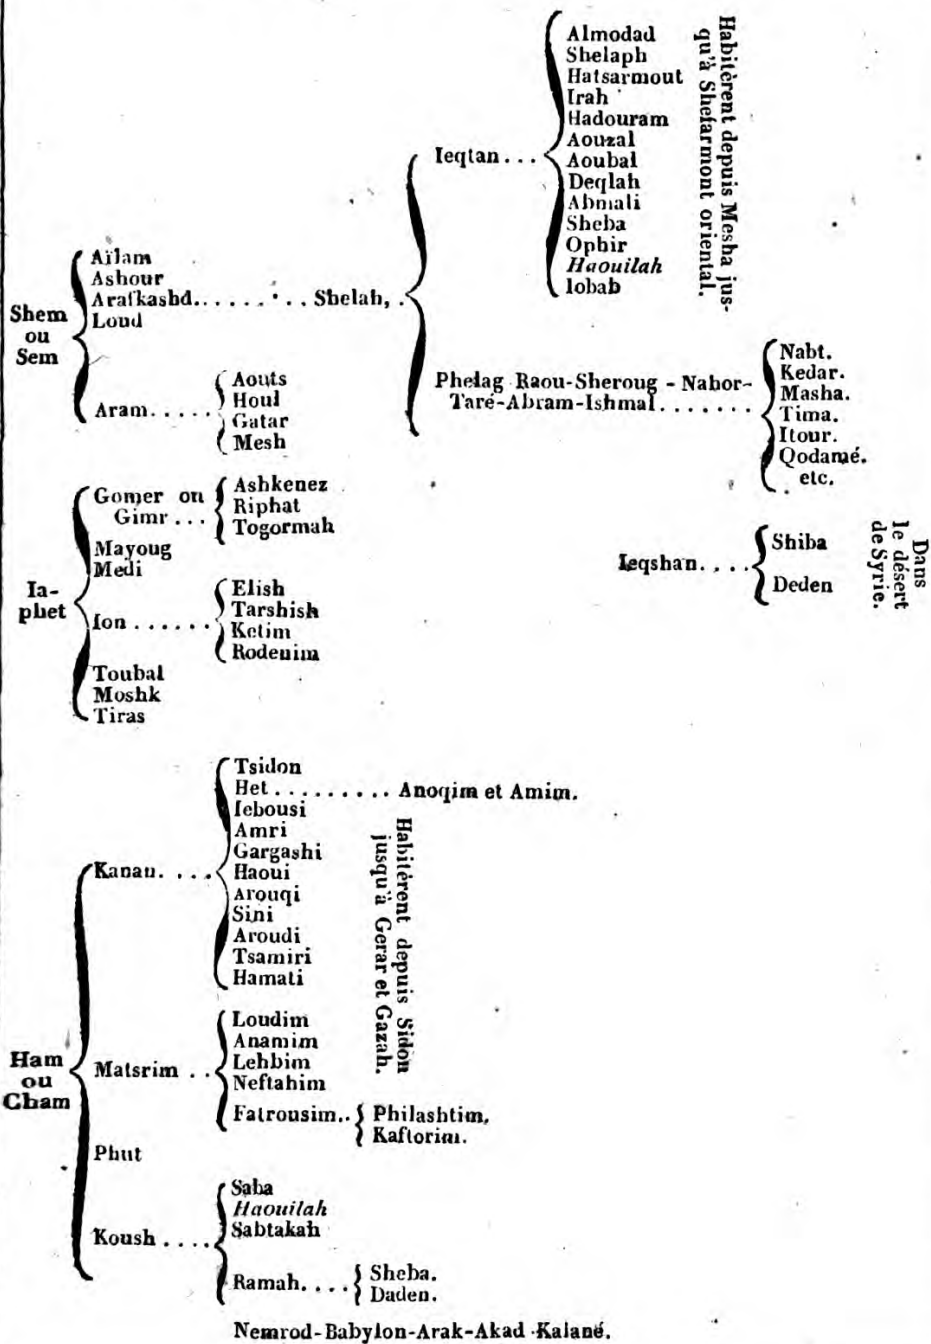 Shem
ou
Sem
Aïlam
Ashour
Arafkashd....... Shelah,
Loud
Aram.....
Aouts
Houl
Gatar
Mesh
Ieqtan...
Almodad
Shelaph
Hatsarmout
Irah
Hadouram
Aouzal
Aoubal
Deqlah
Abmali
Sheba
Ophir
Haouilah
Iobab
Habitèrent depuis Mesha jus-
qu'à Shefarmont oriental.
Phelag Raou-Sheroug - Nabor-
Taré-Abram-Ishmal.......
Nabt.
Kedar.
Masha.
Tima.
Itour.
Qodamé.
etc.
Ia-
phet
Gomer ou
Gimr...
Ashkenez
Riphat
Togormah
Mayoug
Medi
Ion......
Elish
Tarshish
Ketim
Rodenim
Toubal
Moshk
Tiras
Ieqshan....
Shiba
Deden
Dans
le désert
de Syrie.
Ham
ou
Cham
Kanau....
Tsidon
Het......... Anoqim et Amim.
Iebousi
Amri
Gargashi
Haoui
Arouqi
Sini
Aroudi
Tsamiri
Hamati
Habitèrent depuis Sidon
jusqu'à Gerar et Gazah.
Matsrim..
Loudim
Anamim
Lehbim
Neftahim
Fatrousim..
Philashtim.
Kaftorim.
Phut
Koush....
Saba
Haouilah
Sabtakah
Ramah....
Sheba.
Daden.
Nemrod-Babylon-Arak-Akad-Kalané.